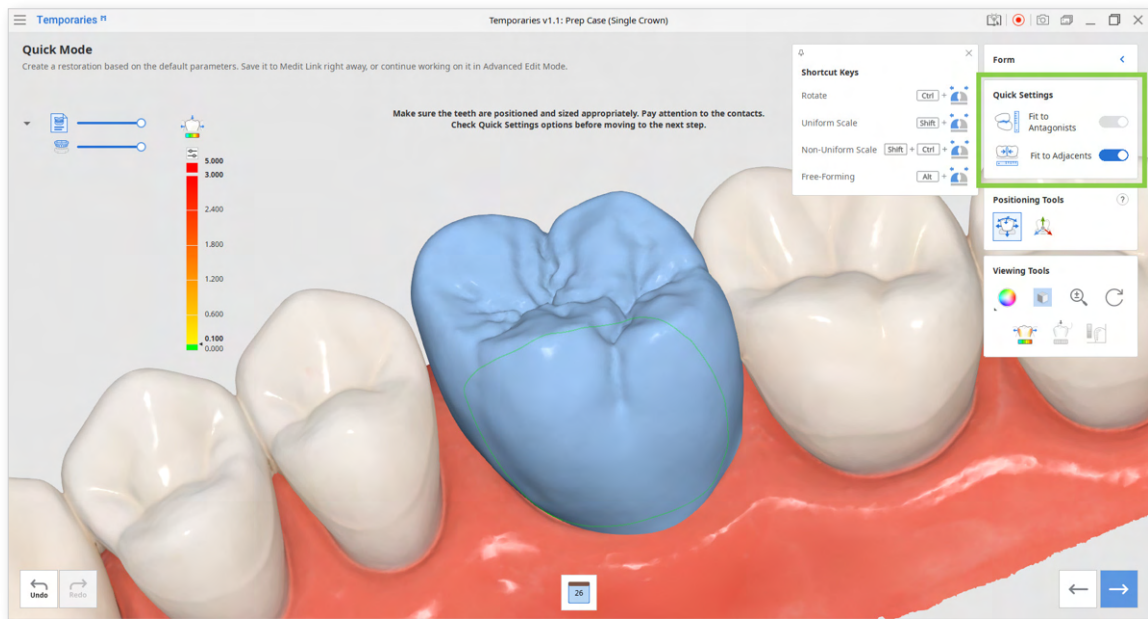 Temporaries
Temporaries v1.1: Prep Case (Single Crown)
Quick Mode
Create a restoration based on the default parameters. Save it to Medit Link right away, or continue working on it in Advanced Edit Mode.
Make sure the teeth are positioned and sized appropriately. Pay attention to the contacts.
Check Quick Settings options before moving to the next step.
5.000
3.000
2.400
1.800
1.200
0.600
0.100
0.000
Shortcut Keys
Rotate Ctrl +
Uniform Scale Shift +
Non-Uniform Scale Shift + Ctrl +
Free-Forming Alt +
Form
Quick Settings
Fit to
Antagonists
Fit to Adjacents
Positioning Tools ?
Viewing Tools
Undo
Redo
26